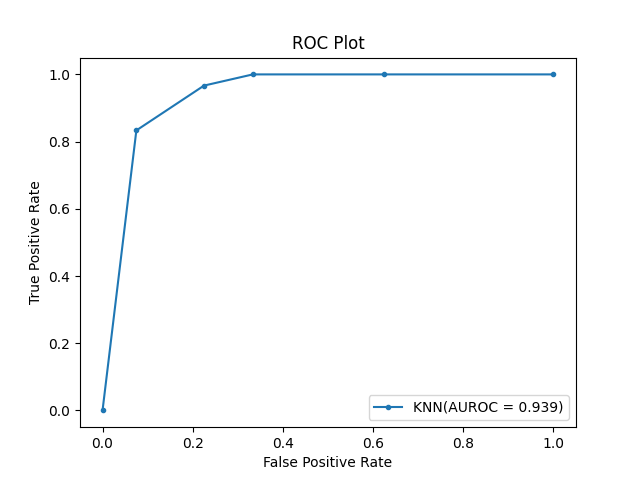 ROC Plot
1.0
0.8
0.6
0.4
0.2
0.0
True Positive Rate
KNN(AUROC = 0.939)
0.0 0.2 0.4 0.6 0.8 1.0
False Positive Rate